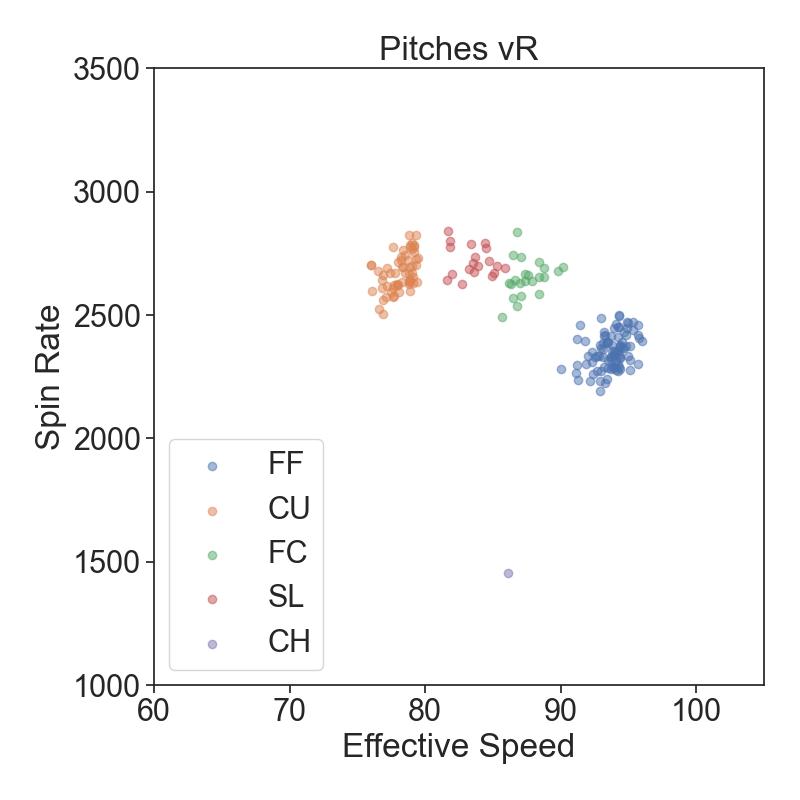 Pitches vR
3500
3000
2500
2000
1500
1000
Spin Rate
FF
CU
FC
SL
CH
60 70 80 90 100
Effective Speed